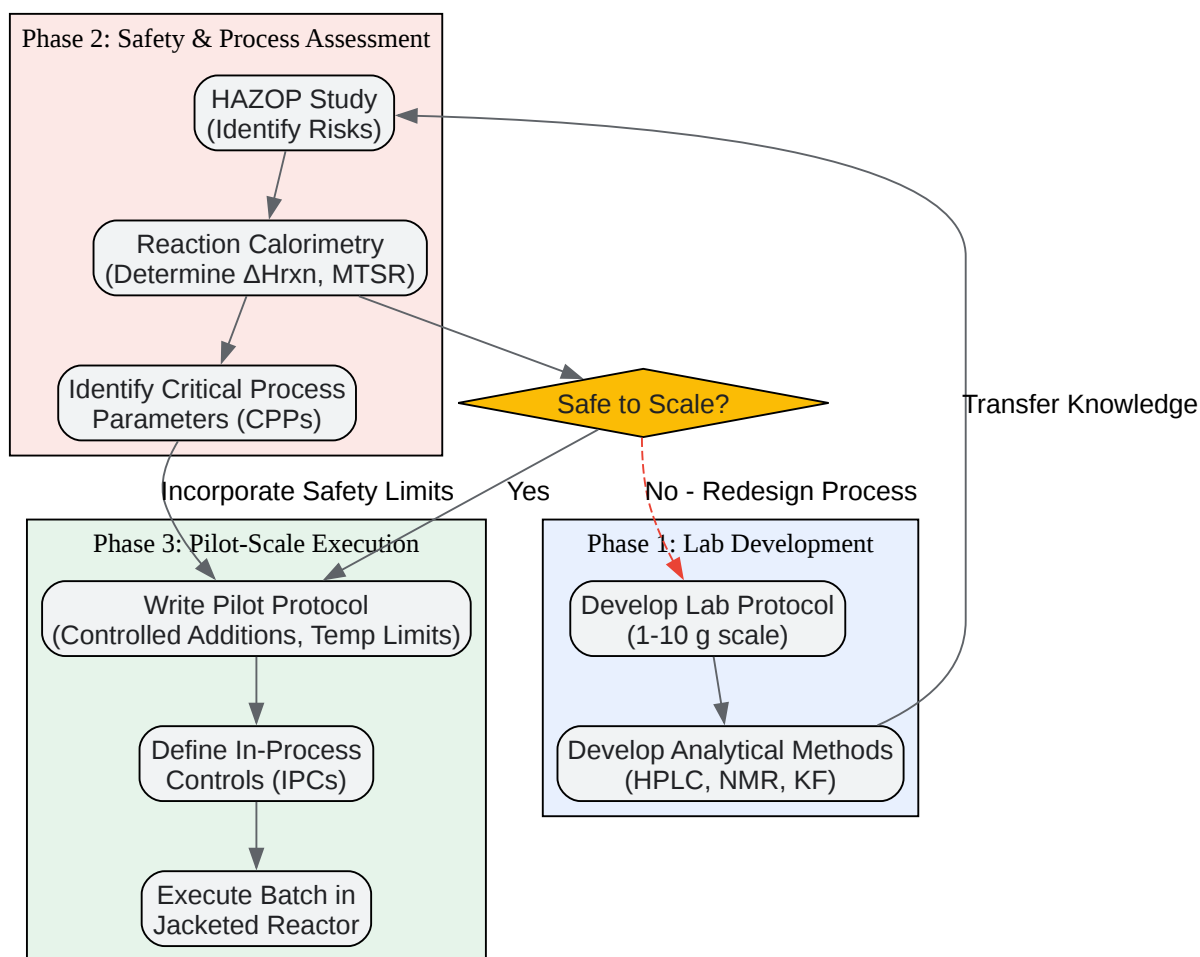 Phase 2: Safety & Process Assessment
HAZOP Study
(Identify Risks)
Reaction Calorimetry
(Determine ΔHrxn, MTSR)
Identify Critical Process
Parameters (CPPs)
Safe to Scale?
Transfer Knowledge
Incorporate Safety Limits
Yes
No - Redesign Process
Phase 3: Pilot-Scale Execution
Write Pilot Protocol
(Controlled Additions, Temp Limits)
Define In-Process
Controls (IPCs)
Execute Batch in
Jacketed Reactor
Phase 1: Lab Development
Develop Lab Protocol
(1-10 g scale)
Develop Analytical Methods
(HPLC, NMR, KF)